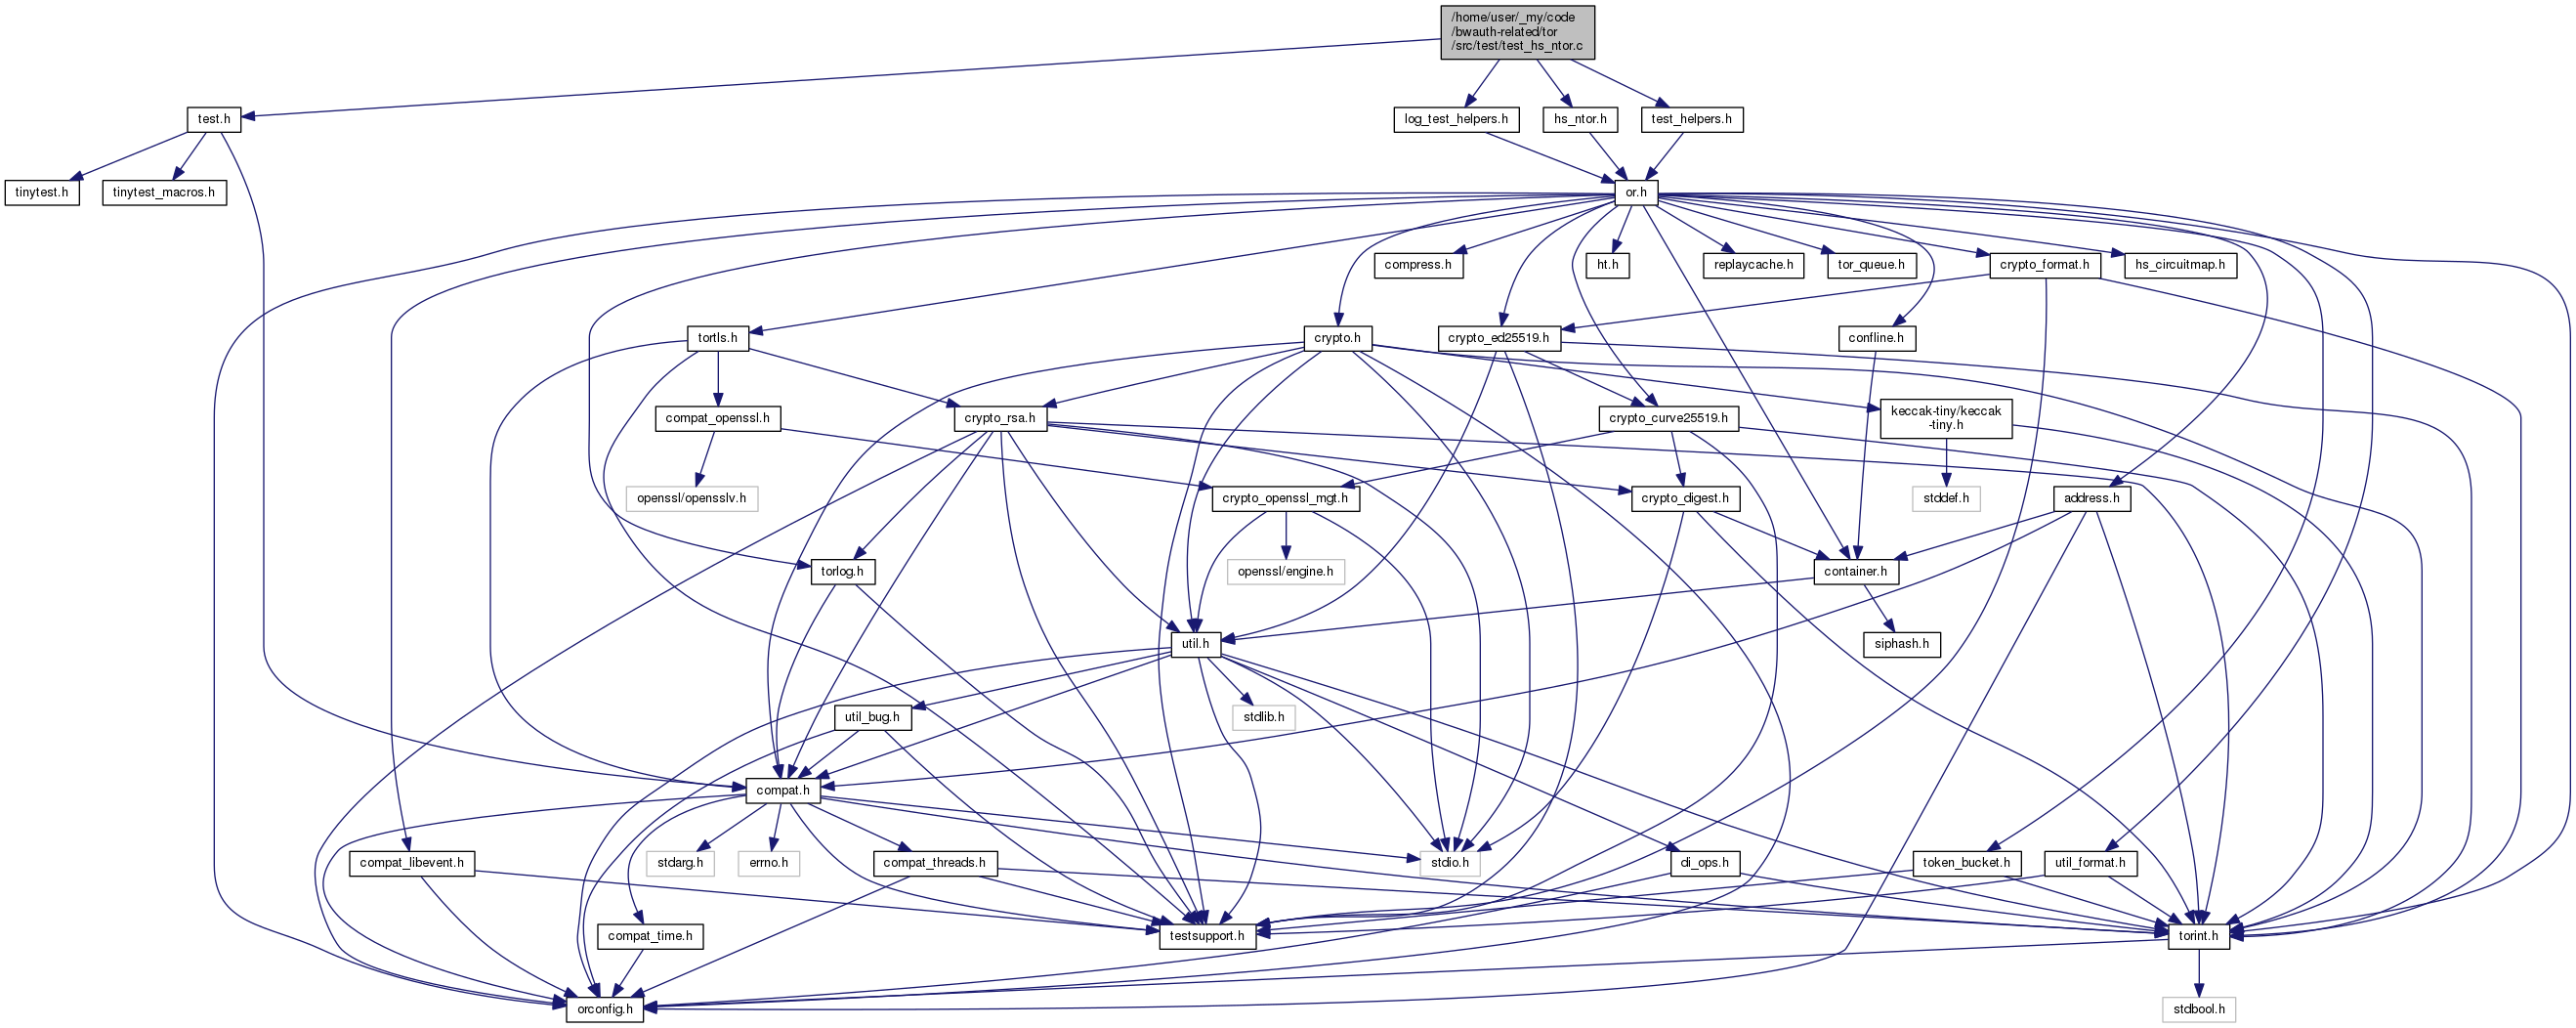 /home/user/_my/code
/bwauth-related/tor
/src/test/test_hs_ntor.c
test.h
log_test_helpers.h
hs_ntor.h
test_helpers.h
tinytest.h
tinytest_macros.h
or.h
compress.h
ht.h
replaycache.h
tor_queue.h
crypto_format.h
hs_circuitmap.h
tortls.h
crypto.h
crypto_ed25519.h
confline.h
compat_openssl.h
crypto_rsa.h
crypto_curve25519.h
keccak-tiny/keccak
-tiny.h
openssl/opensslv.h
crypto_openssl_mgt.h
crypto_digest.h
stddef.h
address.h
torlog.h
openssl/engine.h
container.h
util.h
siphash.h
util_bug.h
stdlib.h
compat.h
compat_libevent.h
stdarg.h
errno.h
compat_threads.h
stdio.h
di_ops.h
token_bucket.h
util_format.h
compat_time.h
testsupport.h
torint.h
orconfig.h
stdbool.h